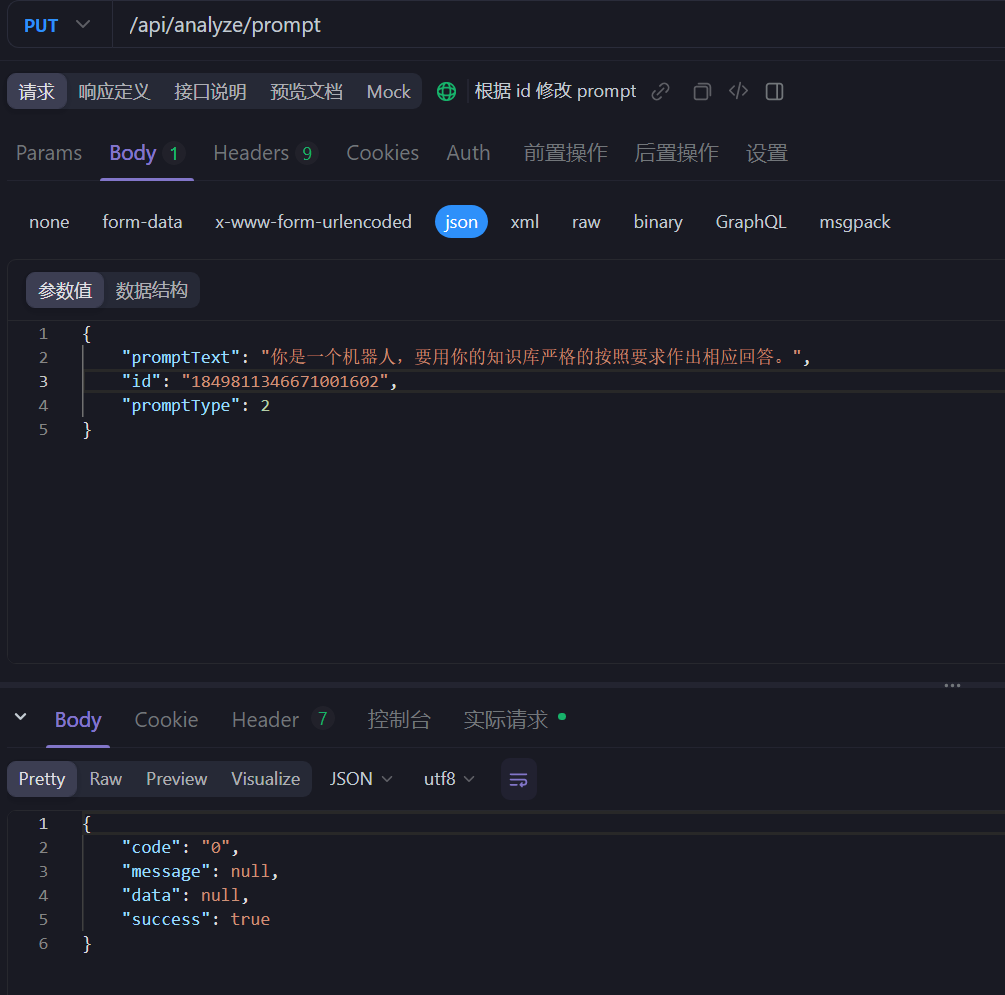 PUT /api/analyze/prompt
请求 响应定义 接口说明 预览文档 Mock 根据 id 修改 prompt
Params Body 1 Headers 9 Cookies Auth 前置操作 后置操作 设置
none form-data x-www-form-urlencoded json xml raw binary GraphQL msgpack
参数值 数据结构
1 {
2 "promptText": "你是一个机器人，要用你的知识库严格的按照要求作出相应回答。",
3 "id": "1849811346671001602",
4 "promptType": 2
5 }
Body Cookie Header 7 控制台 实际请求
Pretty Raw Preview Visualize JSON utf8
1 {
2 "code": "0",
3 "message": null,
4 "data": null,
5 "success": true
6 }